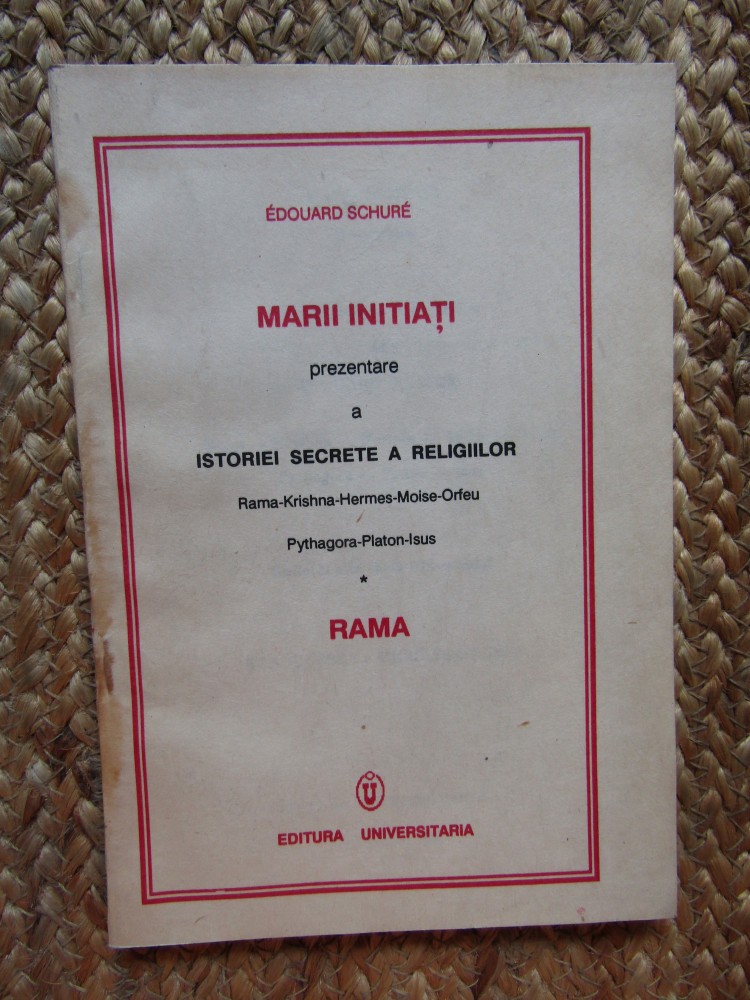 ÉDOUARD SCHURÉ
MARII INITIAȚI
prezentare
a
ISTORIEI SECRETE A RELIGIILOR
Rama-Krishna-Hermes-Moise-Orfeu
Pythagora-Platon-Isus
*
RAMA
U
EDITURA UNIVERSITARIA